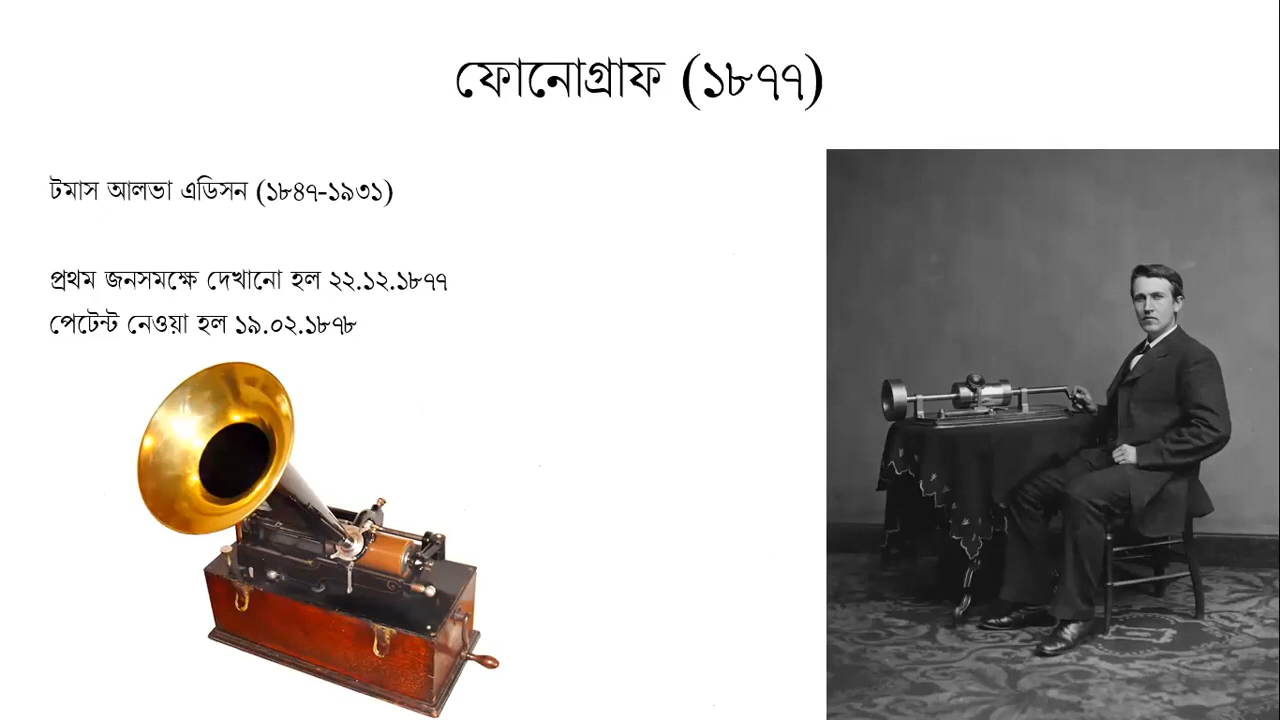 ফোনোগ্রাফ (১৮৭৭)
টমাস আলভা এডিসন (১৮৪৭-১৯৩১)
প্রথম জনসমক্ষে দেখানো হল ২২.১২.১৮৭৭
পেটেন্ট নেওয়া হল ১৯.০২.১৮৭৮